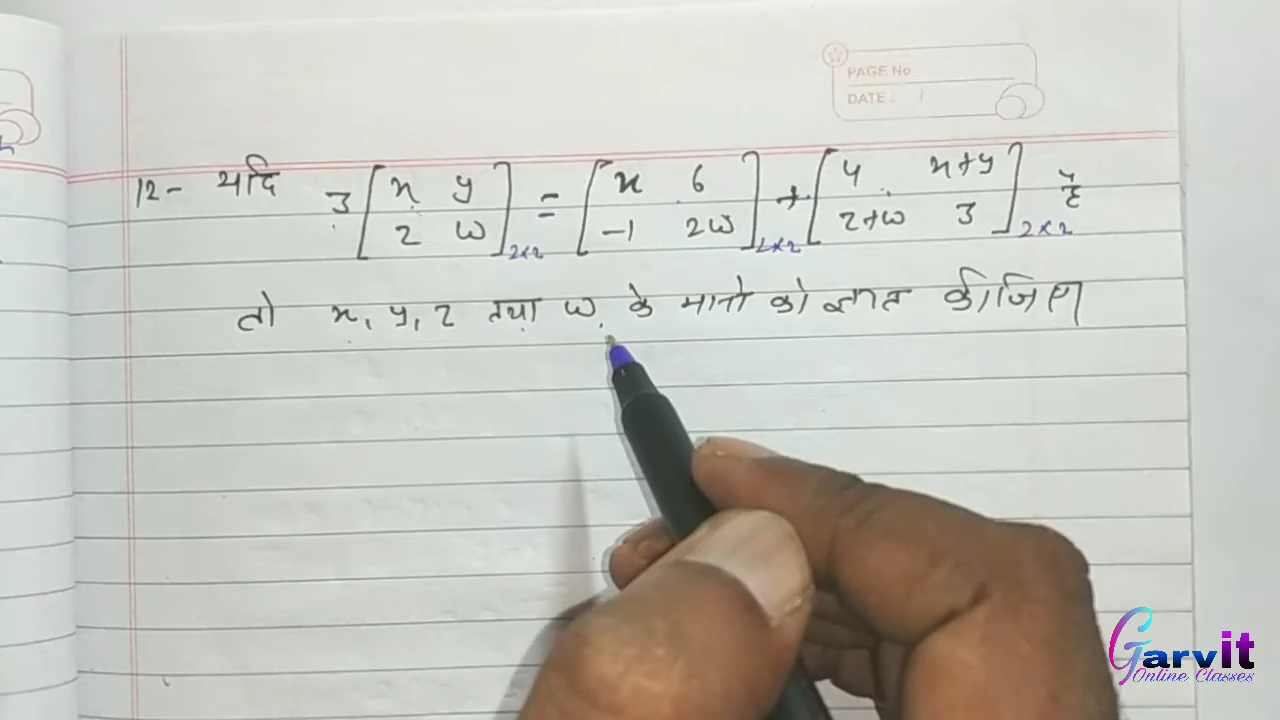 PAGE No
DATE : /
12- यदि 3 [x y; z w]2×2 = [x 6; -1 2w]2×2 + [4 x+y; z+w 3]2×2 है
तो x, y, z तथा w के मानो को ज्ञात कीजिए
Garvit
Online Classes